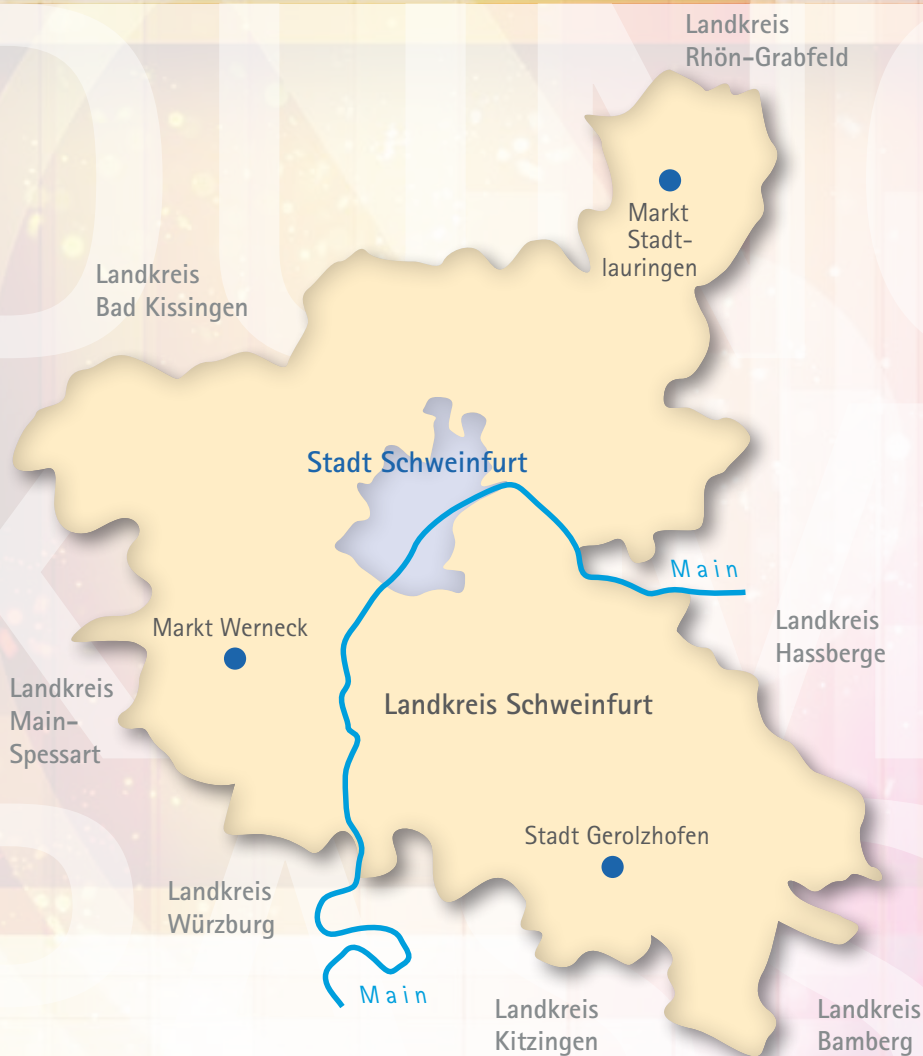 Landkreis
Rhön-Grabfeld
Markt
Stadt-
lauringen
Landkreis
Bad Kissingen
Stadt Schweinfurt
Main
Markt Werneck
Landkreis
Hassberge
Landkreis
Main-
Spessart
Landkreis Schweinfurt
Stadt Gerolzhofen
Landkreis
Würzburg
Main
Landkreis
Kitzingen
Landkreis
Bamberg